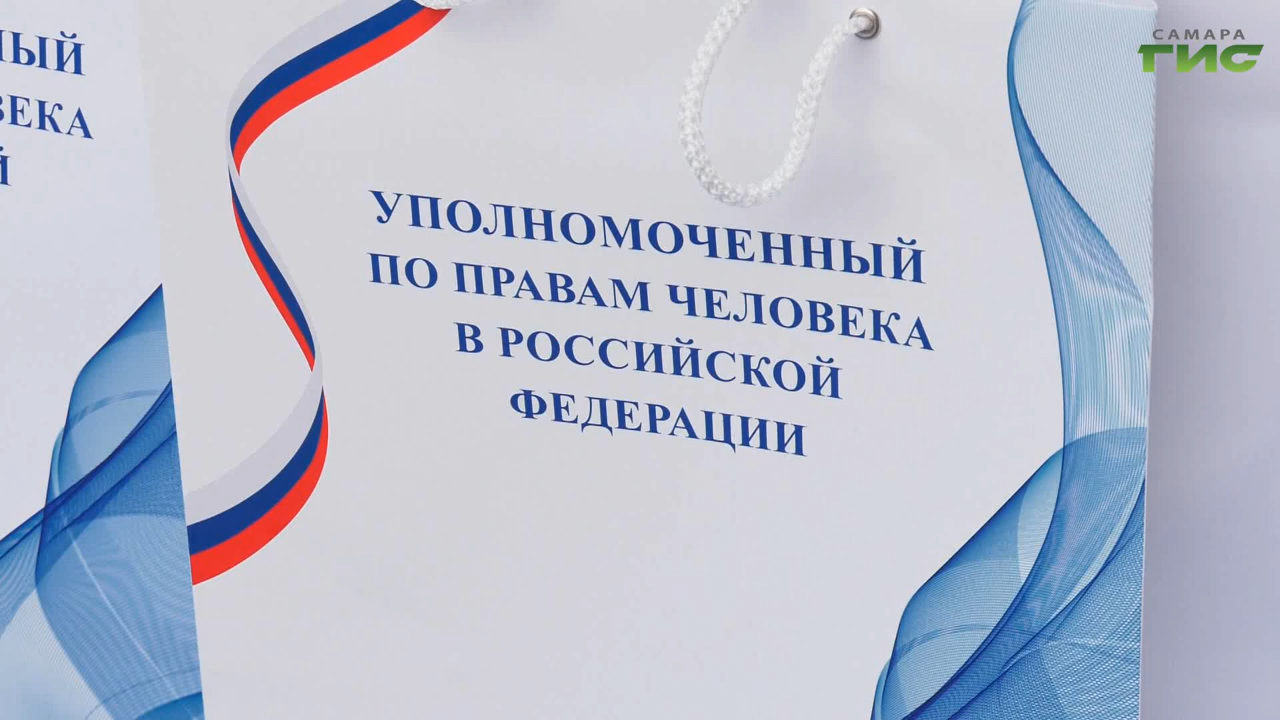 САМАРА
ГИС
УПОЛНОМОЧЕННЫЙ
ПО ПРАВАМ ЧЕЛОВЕКА
В РОССИЙСКОЙ
ФЕДЕРАЦИИ